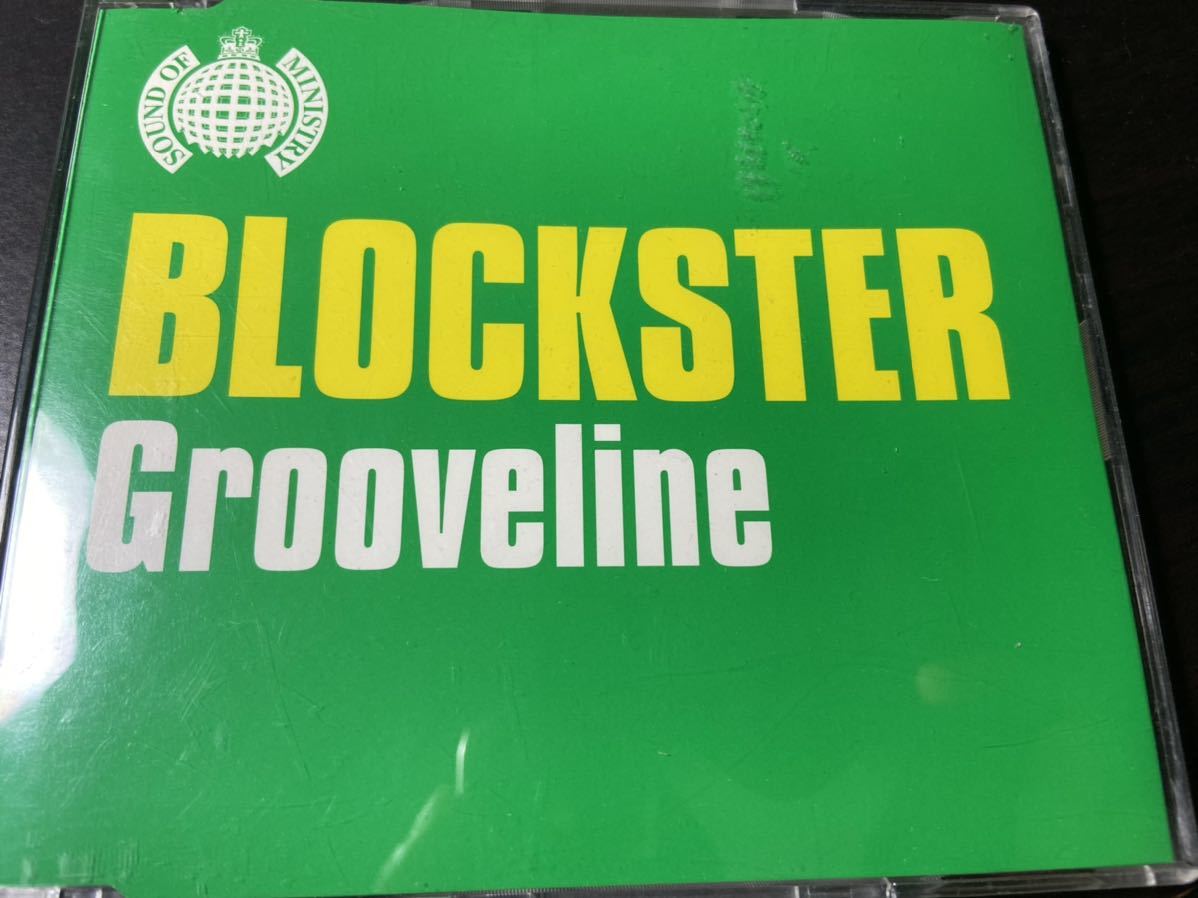 SOUND OF
MINISTRY
BLOCKSTER
Grooveline